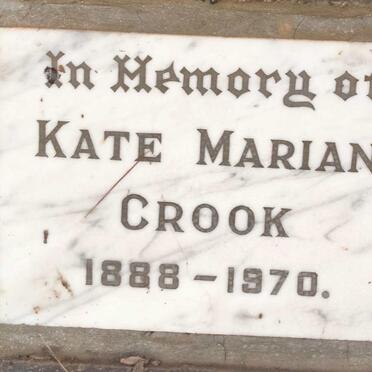 In Memory of
KATE MARIAN
CROOK
1888 – 1970.